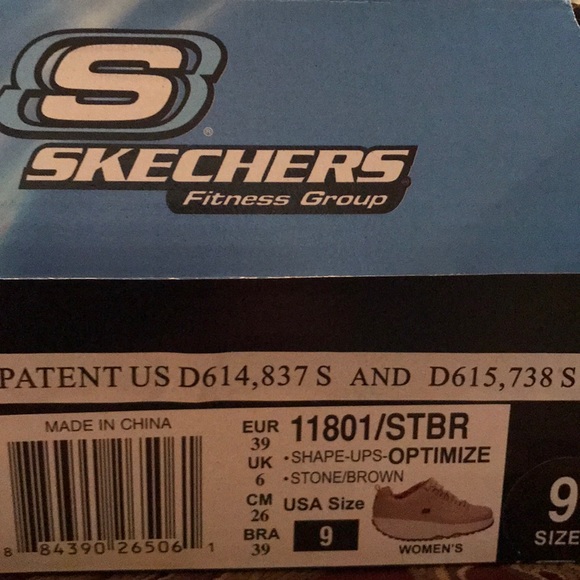 S
®
SKECHERS
Fitness Group
PATENT US D614,837 S AND D615,738 S
MADE IN CHINA
8 84390 26506 1
EUR
39
UK
6
CM
26
BRA
39
11801/STBR
•SHAPE-UPS-OPTIMIZE
•STONE/BROWN
USA Size
9
WOMEN'S
9
SIZE